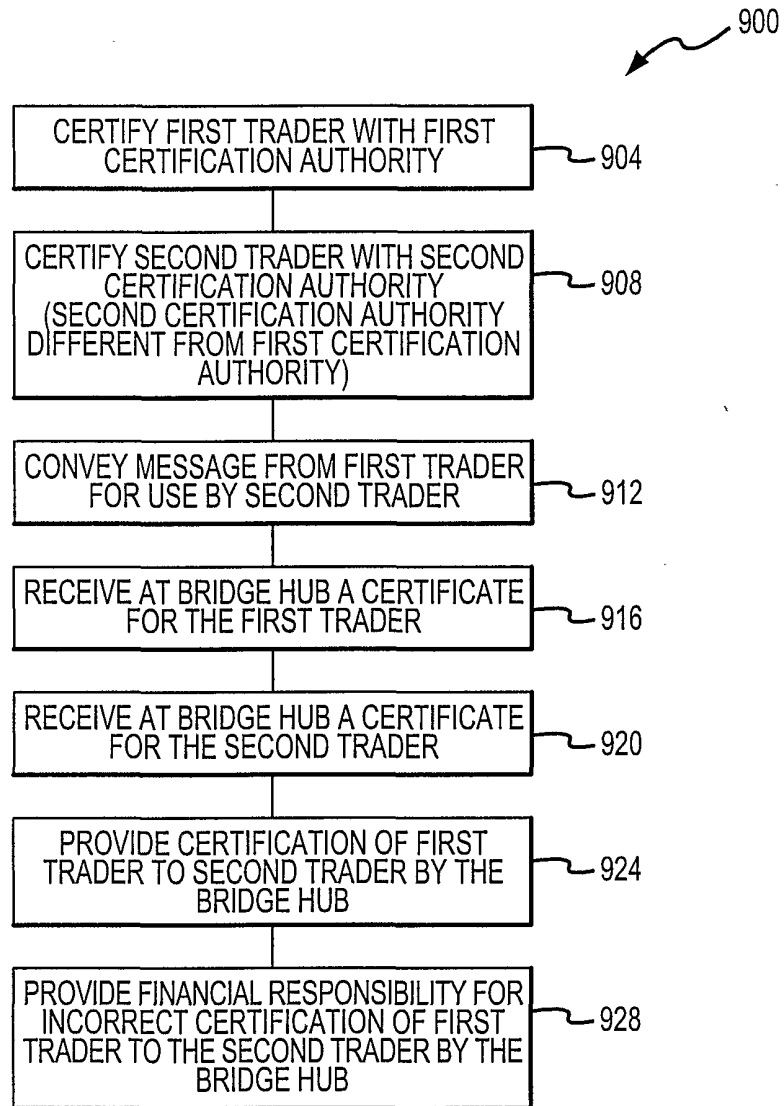 900
CERTIFY FIRST TRADER WITH FIRST
CERTIFICATION AUTHORITY
904
CERTIFY SECOND TRADER WITH SECOND
CERTIFICATION AUTHORITY
(SECOND CERTIFICATION AUTHORITY
DIFFERENT FROM FIRST CERTIFICATION
AUTHORITY)
908
CONVEY MESSAGE FROM FIRST TRADER
FOR USE BY SECOND TRADER
912
RECEIVE AT BRIDGE HUB A CERTIFICATE
FOR THE FIRST TRADER
916
RECEIVE AT BRIDGE HUB A CERTIFICATE
FOR THE SECOND TRADER
920
PROVIDE CERTIFICATION OF FIRST
TRADER TO SECOND TRADER BY THE
BRIDGE HUB
924
PROVIDE FINANCIAL RESPONSIBILITY FOR
INCORRECT CERTIFICATION OF FIRST
TRADER TO THE SECOND TRADER BY THE
BRIDGE HUB
928